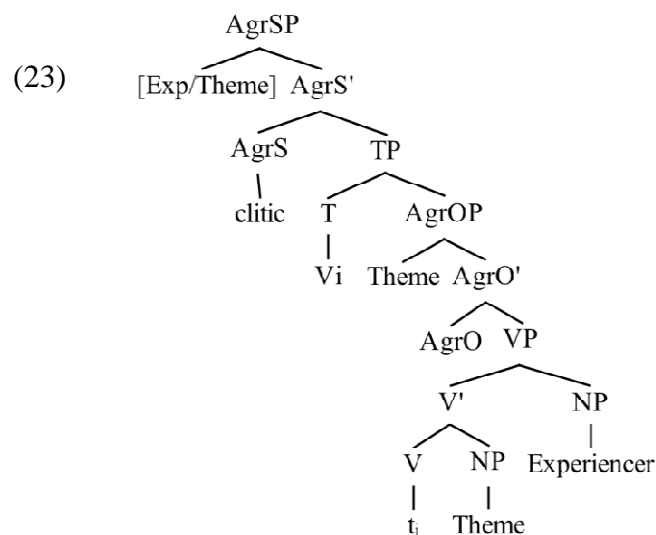 AgrSP
(23) [Exp/Theme] AgrS'
AgrS TP
clitic T AgrOP
Vi Theme AgrO'
AgrO VP
V' NP
V NP Experiencer
ti Theme